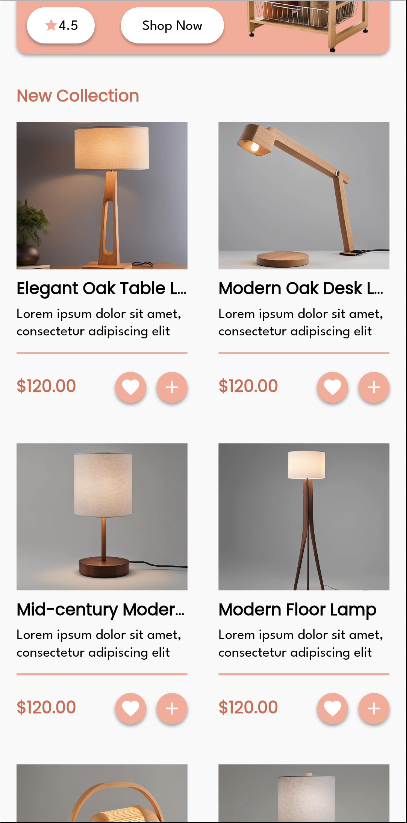 4.5
Shop Now
New Collection
Elegant Oak Table L...
Modern Oak Desk L...
Lorem ipsum dolor sit amet,
consectetur adipiscing elit
Lorem ipsum dolor sit amet,
consectetur adipiscing elit
$120.00
$120.00
Mid-century Moder...
Modern Floor Lamp
Lorem ipsum dolor sit amet,
consectetur adipiscing elit
Lorem ipsum dolor sit amet,
consectetur adipiscing elit
$120.00
$120.00